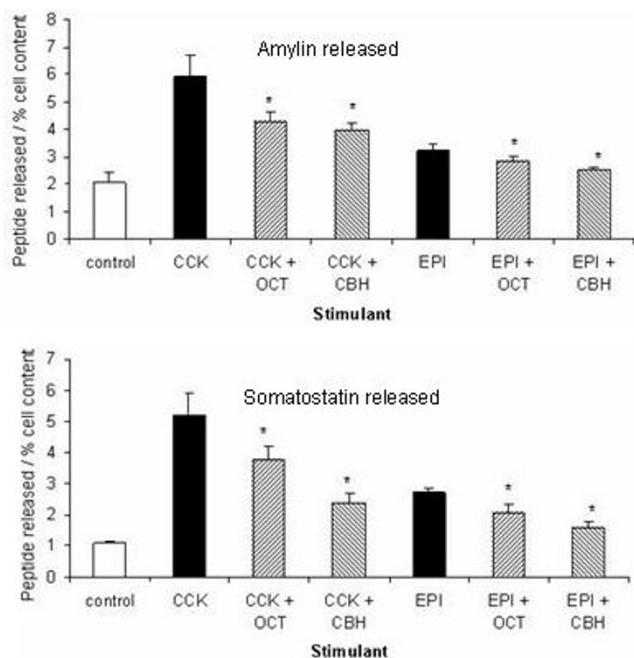 Peptide released / % cell content
8
7
6
5
4
3
2
1
0
Amylin released
*
*
*
*
control CCK CCK + EPI EPI + EPI +
CCK +
OCT CBH OCT CBH
Stimulant
Peptide released / % cell content
7
6
5
4
3
2
1
0
Somatostatin released
*
*
*
*
control CCK CCK + CCK + EPI EPI + EPI +
OCT CBH OCT CBH
Stimulant